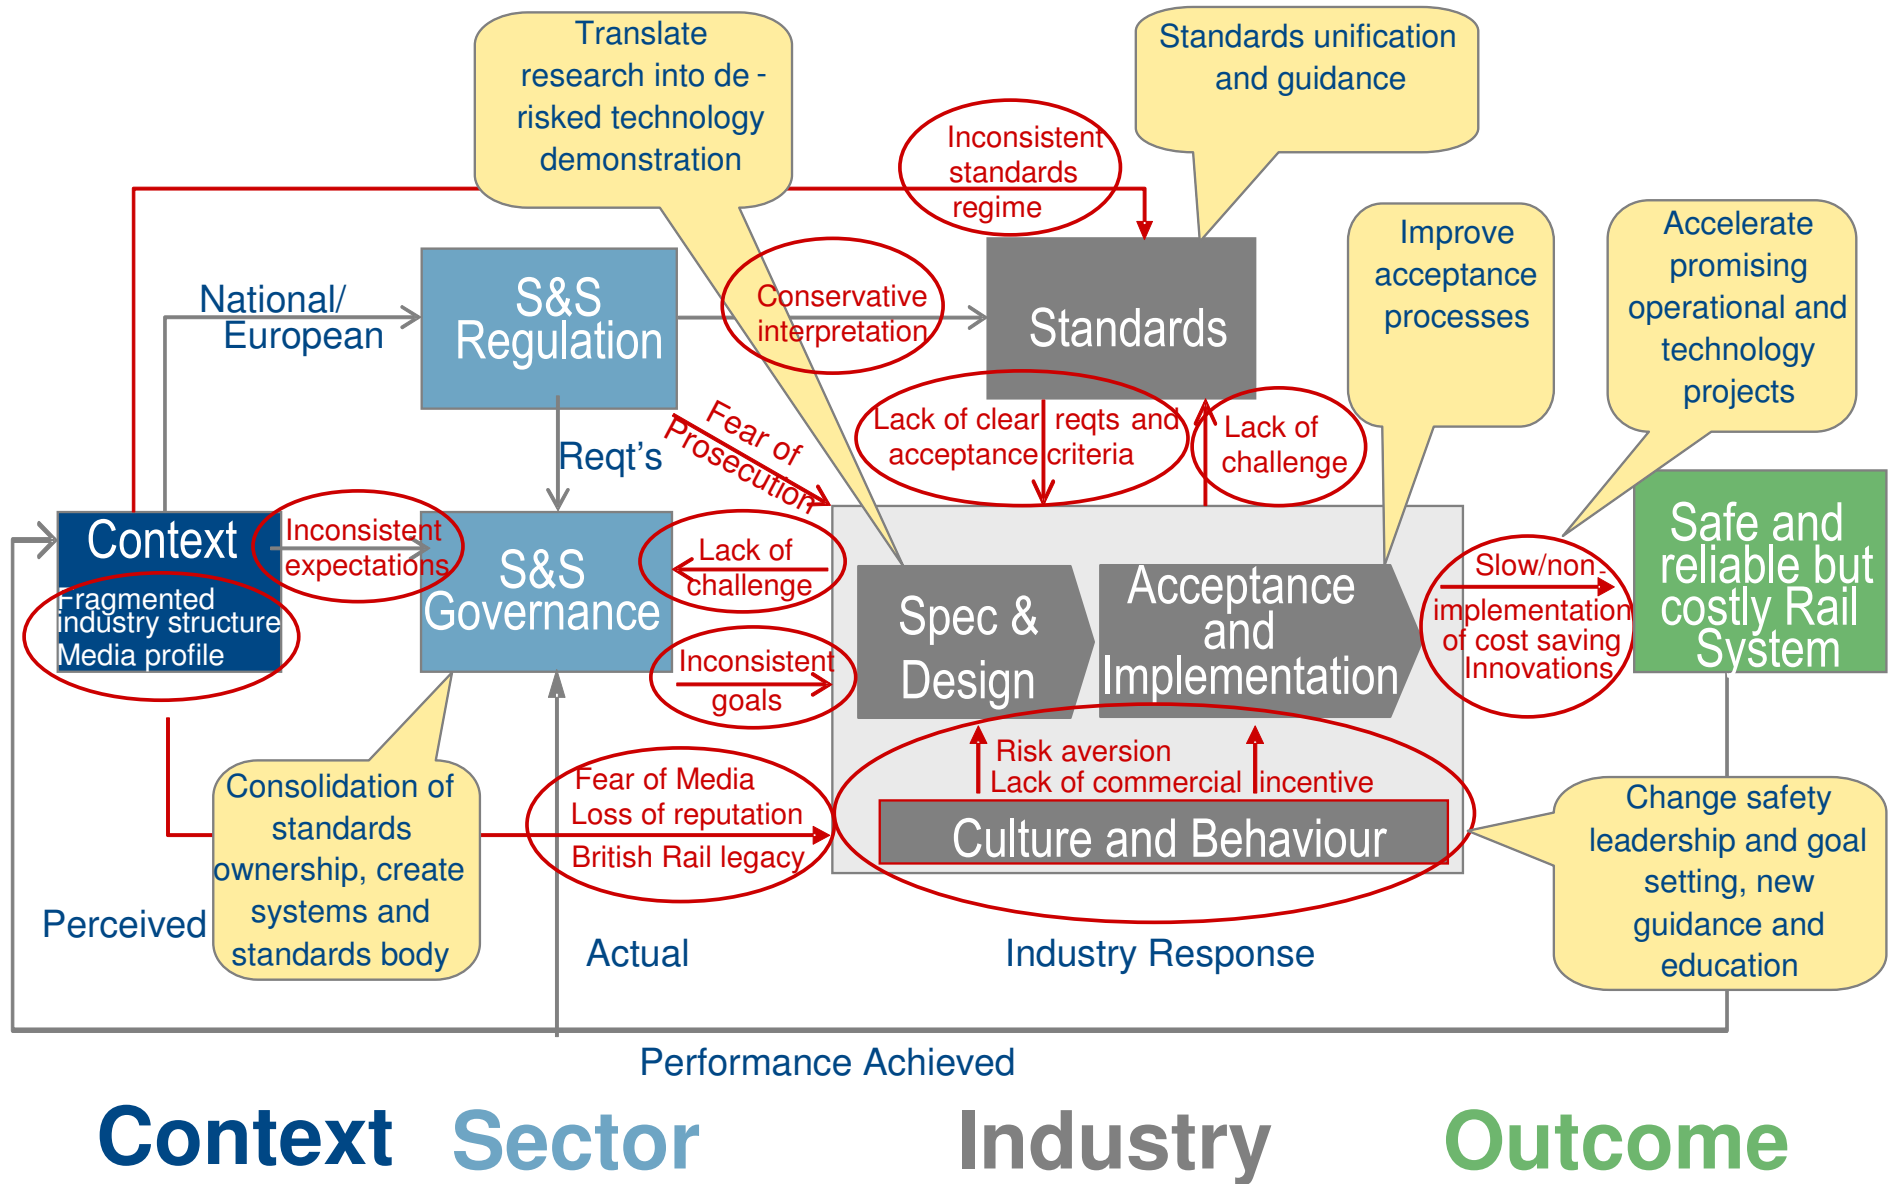 Translate
research into de -
risked technology
demonstration
Standards unification
and guidance
Inconsistent
standards
regime
Improve
acceptance
processes
Accelerate
promising
operational and
technology
projects
National/
European
S&S
Regulation
Conservative
interpretation
Standards
Fear of
Prosecution
Reqt's
Lack of clear reqts and
acceptance criteria
Lack of
challenge
Context
Fragmented
industry structure
Media profile
Inconsistent
expectations
S&S
Governance
Lack of
challenge
Inconsistent
goals
Spec &
Design
Acceptance
and
Implementation
Slow/non-
implementation
of cost saving
Innovations
Safe and
reliable but
costly Rail
System
Risk aversion
Lack of commercial incentive
Culture and Behaviour
Fear of Media
Loss of reputation
British Rail legacy
Consolidation of
standards
ownership, create
systems and
standards body
Change safety
leadership and goal
setting, new
guidance and
education
Perceived
Actual
Industry Response
Performance Achieved
Context
Sector
Industry
Outcome